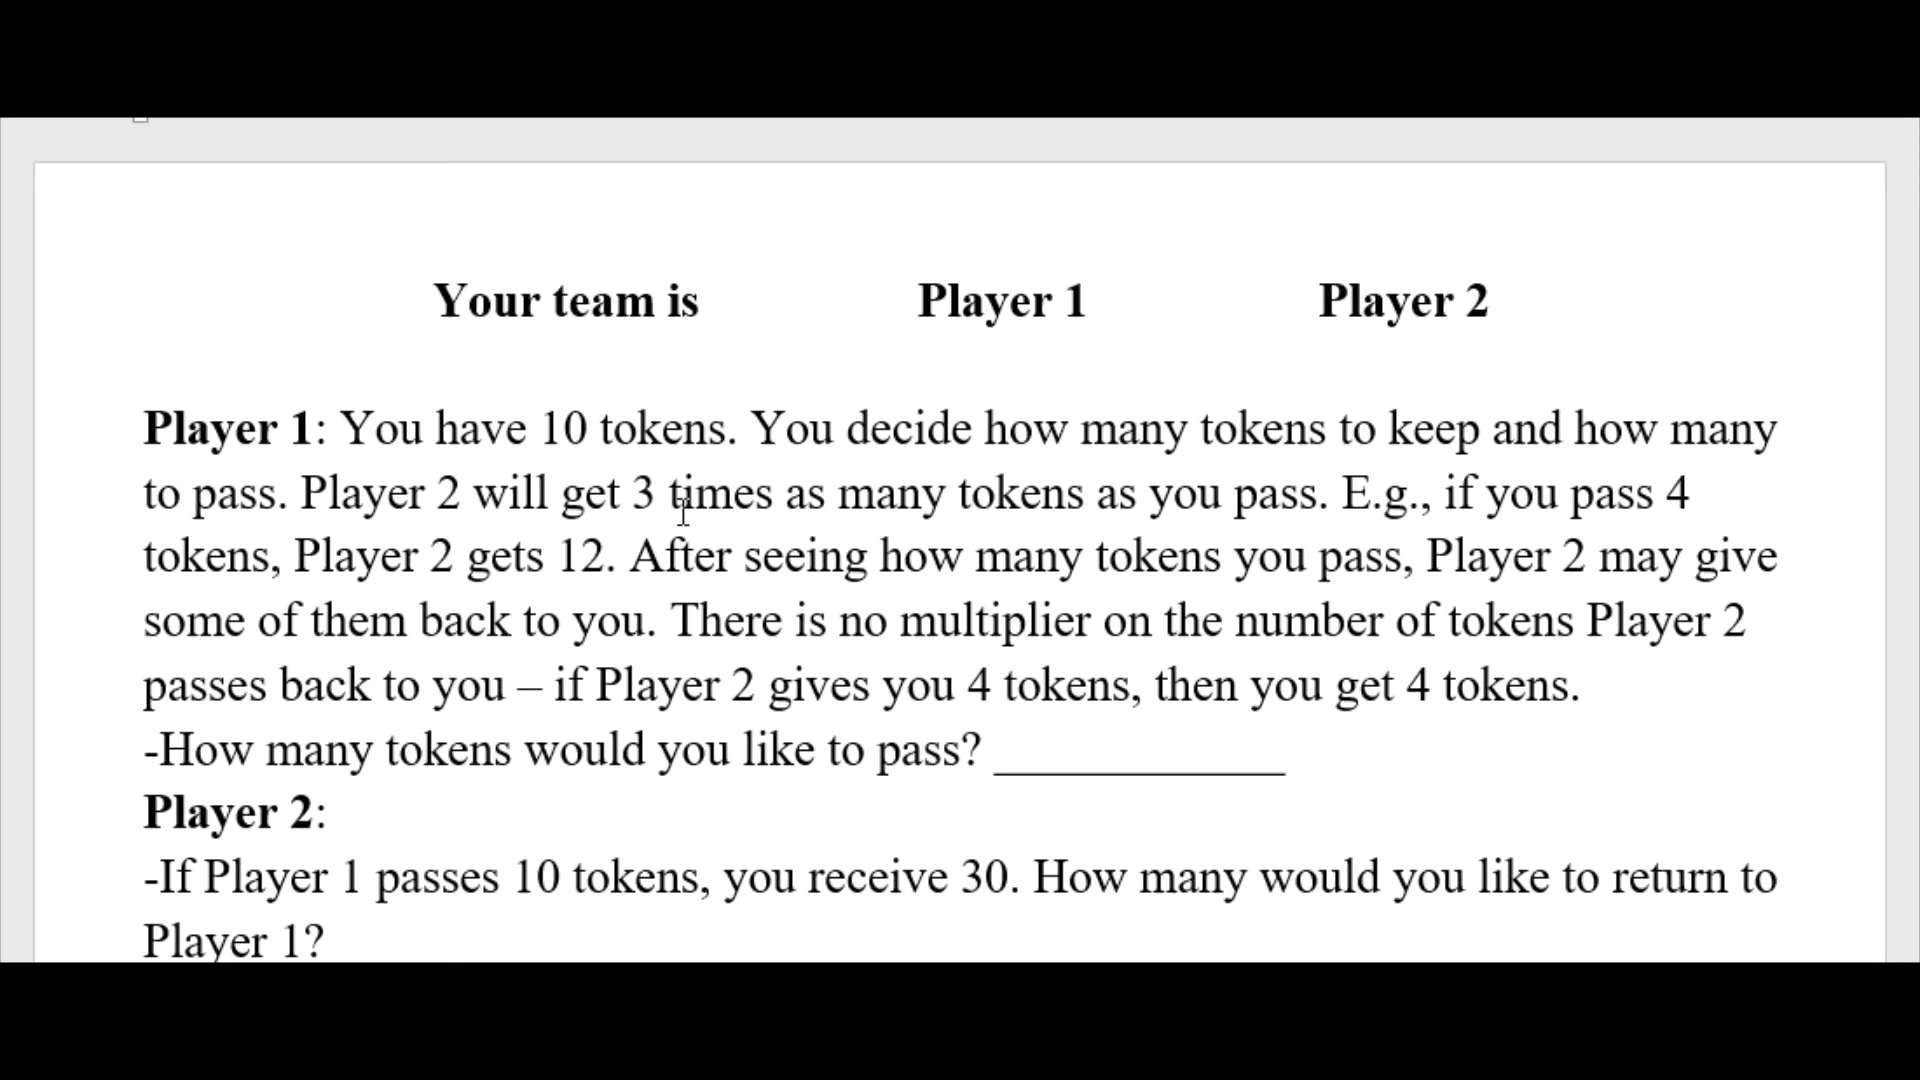 Your team is Player 1 Player 2
Player 1: You have 10 tokens. You decide how many tokens to keep and how many
to pass. Player 2 will get 3 times as many tokens as you pass. E.g., if you pass 4
tokens, Player 2 gets 12. After seeing how many tokens you pass, Player 2 may give
some of them back to you. There is no multiplier on the number of tokens Player 2
passes back to you – if Player 2 gives you 4 tokens, then you get 4 tokens.
-How many tokens would you like to pass? ____________
Player 2:
-If Player 1 passes 10 tokens, you receive 30. How many would you like to return to
Player 1?